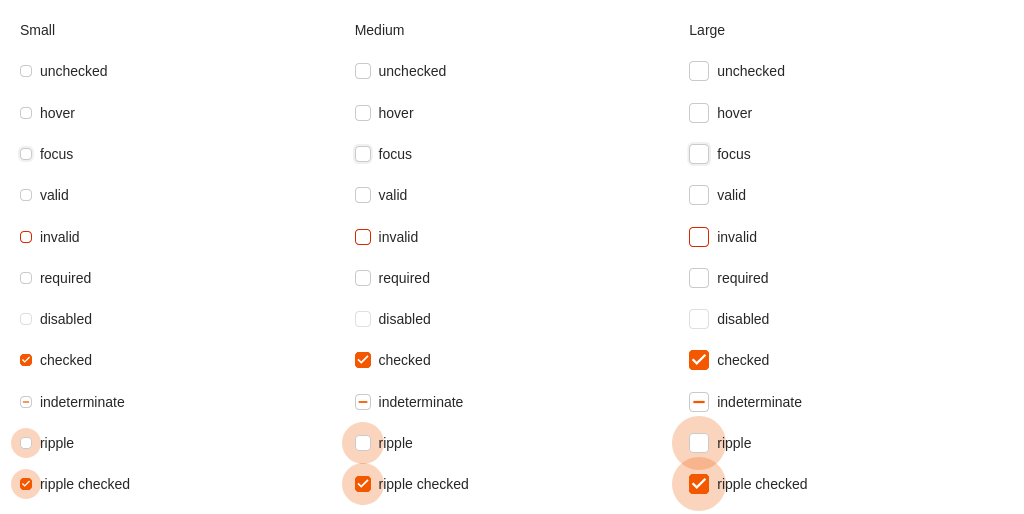 Small
unchecked
hover
focus
valid
invalid
required
disabled
checked
indeterminate
ripple
ripple checked
Medium
unchecked
hover
focus
valid
invalid
required
disabled
checked
indeterminate
ripple
ripple checked
Large
unchecked
hover
focus
valid
invalid
required
disabled
checked
indeterminate
ripple
ripple checked